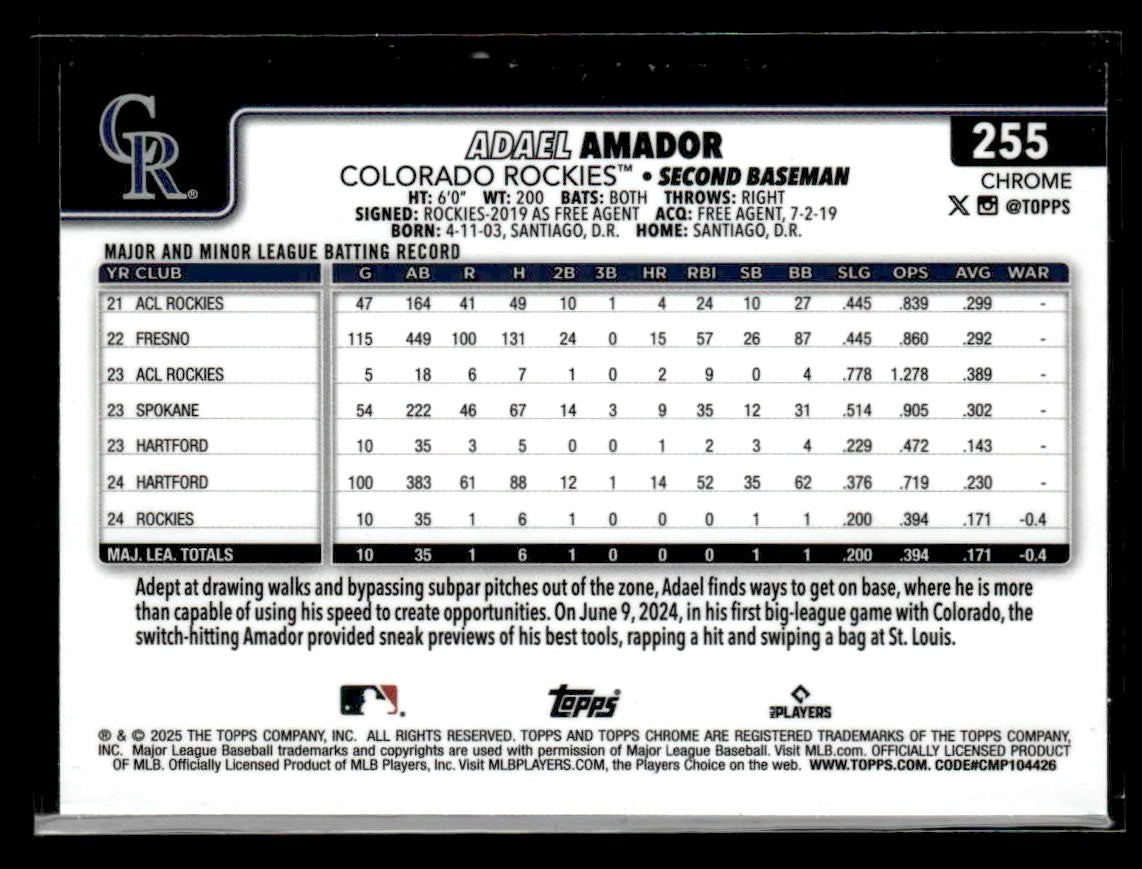 CR®
ADAEL AMADOR
255
COLORADO ROCKIES™ • SECOND BASEMAN
CHROME
HT: 6'0" WT: 200 BATS: BOTH THROWS: RIGHT
X @TOPPS
SIGNED: ROCKIES-2019 AS FREE AGENT ACQ: FREE AGENT, 7-2-19
BORN: 4-11-03, SANTIAGO, D.R. HOME: SANTIAGO, D.R.
MAJOR AND MINOR LEAGUE BATTING RECORD
YR CLUB G AB R H 2B 3B HR RBI SB BB SLG OPS AVG WAR
21 ACL ROCKIES 47 164 41 49 10 1 4 24 10 27 .445 .839 .299 -
22 FRESNO 115 449 100 131 24 0 15 57 26 87 .445 .860 .292 -
23 ACL ROCKIES 5 18 6 7 1 0 2 9 0 4 .778 1.278 .389 -
23 SPOKANE 54 222 46 67 14 3 9 35 12 31 .514 .905 .302 -
23 HARTFORD 10 35 3 5 0 0 1 2 3 4 .229 .472 .143 -
24 HARTFORD 100 383 61 88 12 1 14 52 35 62 .376 .719 .230 -
24 ROCKIES 10 35 1 6 1 0 0 0 1 1 .200 .394 .171 -0.4
MAJ. LEA. TOTALS 10 35 1 6 1 0 0 0 1 1 .200 .394 .171 -0.4
Adept at drawing walks and bypassing subpar pitches out of the zone, Adael finds ways to get on base, where he is more
than capable of using his speed to create opportunities. On June 9, 2024, in his first big-league game with Colorado, the
switch-hitting Amador provided sneak previews of his best tools, rapping a hit and swiping a bag at St. Louis.
topps®
MLB PLAYERS
® & © 2025 THE TOPPS COMPANY, INC. ALL RIGHTS RESERVED. TOPPS AND TOPPS CHROME ARE REGISTERED TRADEMARKS OF THE TOPPS COMPANY,
INC. Major League Baseball trademarks and copyrights are used with permission of Major League Baseball. Visit MLB.com. OFFICIALLY LICENSED PRODUCT
OF MLB. Officially Licensed Product of MLB Players, Inc. Visit MLBPLAYERS.COM, the Players Choice on the web. WWW.TOPPS.COM. CODE#CMP104426